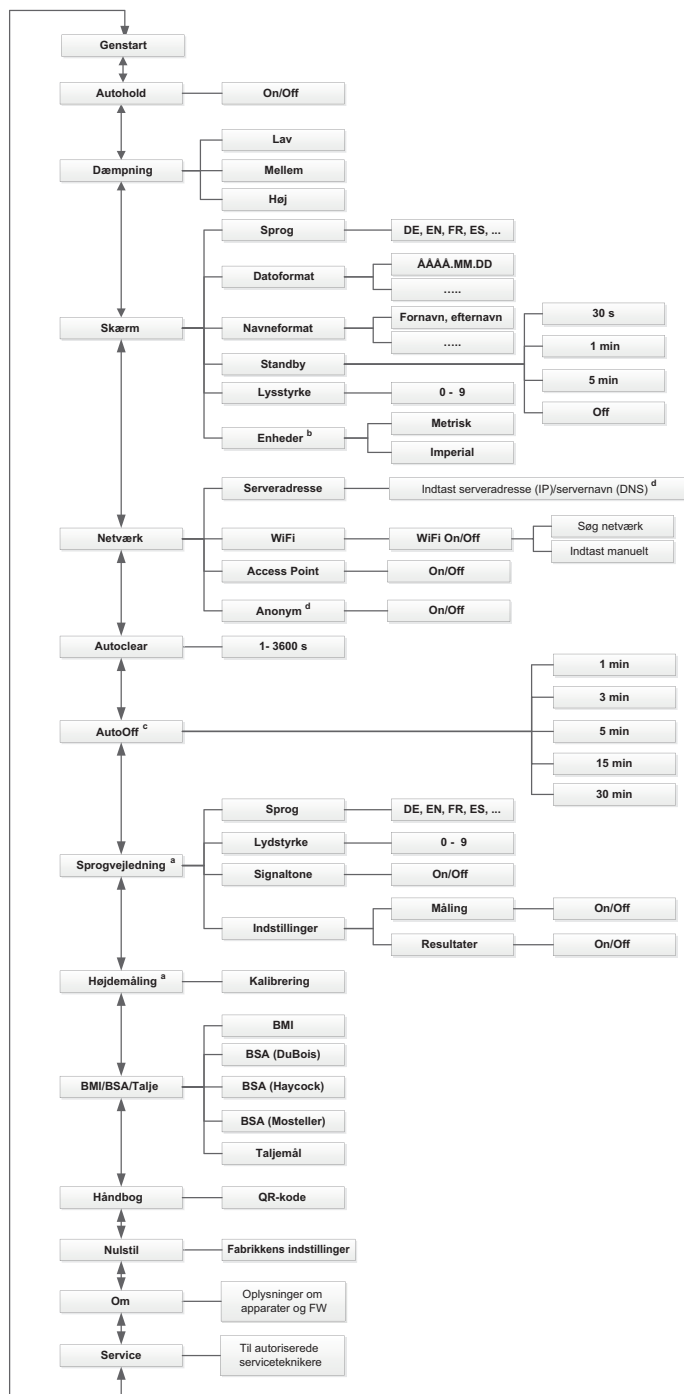 Genstart
Autohold
On/Off
Dæmpning
Lav
Mellem
Høj
Skærm
Sprog
DE, EN, FR, ES, ...
Datoformat
ÅÅÅÅ.MM.DD
.....
Navneformat
Fornavn, efternavn
.....
Standby
30 s
1 min
5 min
Off
Lysstyrke
0 - 9
Enheder b
Metrisk
Imperial
Netværk
Serveradresse
Indtast serveradresse (IP)/servernavn (DNS) d
WiFi
WiFi On/Off
Søg netværk
Indtast manuelt
Access Point
On/Off
Anonym d
On/Off
Autoclear
1- 3600 s
AutoOff c
1 min
3 min
5 min
15 min
30 min
Sprogvejledning a
Sprog
DE, EN, FR, ES, ...
Lydstyrke
0 - 9
Signaltone
On/Off
Indstillinger
Måling
On/Off
Resultater
On/Off
Højdemåling a
Kalibrering
BMI/BSA/Talje
BMI
BSA (DuBois)
BSA (Haycock)
BSA (Mosteller)
Taljemål
Håndbog
QR-kode
Nulstil
Fabrikkens indstillinger
Om
Oplysninger om
apparater og FW
Service
Til autoriserede
serviceteknikere